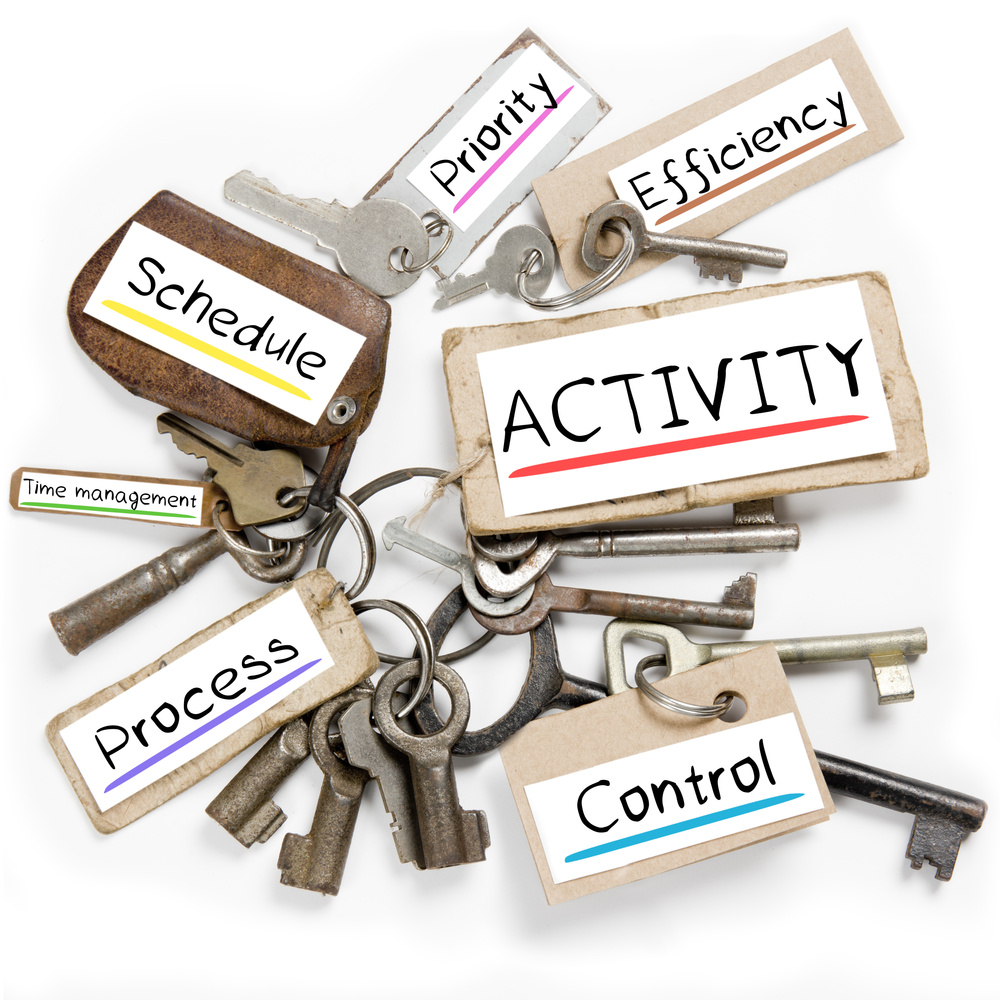 Priority
Efficiency
Schedule
ACTIVITY
Time management
Process
Control